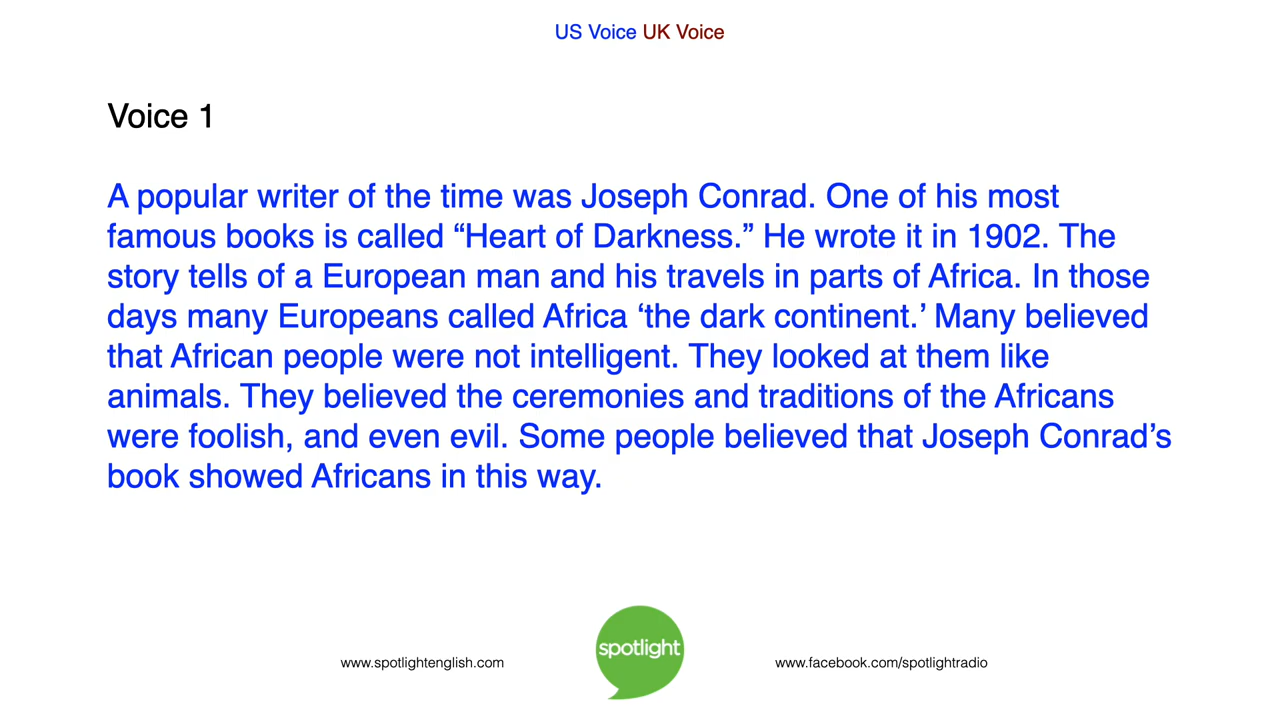 US Voice UK Voice
Voice 1
A popular writer of the time was Joseph Conrad. One of his most
famous books is called “Heart of Darkness.” He wrote it in 1902. The
story tells of a European man and his travels in parts of Africa. In those
days many Europeans called Africa ‘the dark continent.’ Many believed
that African people were not intelligent. They looked at them like
animals. They believed the ceremonies and traditions of the Africans
were foolish, and even evil. Some people believed that Joseph Conrad’s
book showed Africans in this way.
spotlight
www.spotlightenglish.com
www.facebook.com/spotlightradio